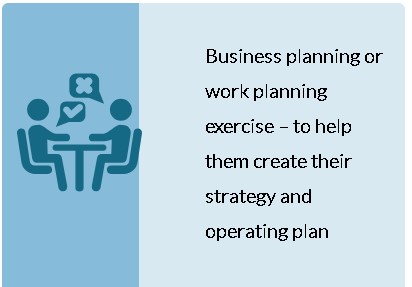 Business planning or
work planning
exercise – to help
them create their
strategy and
operating plan